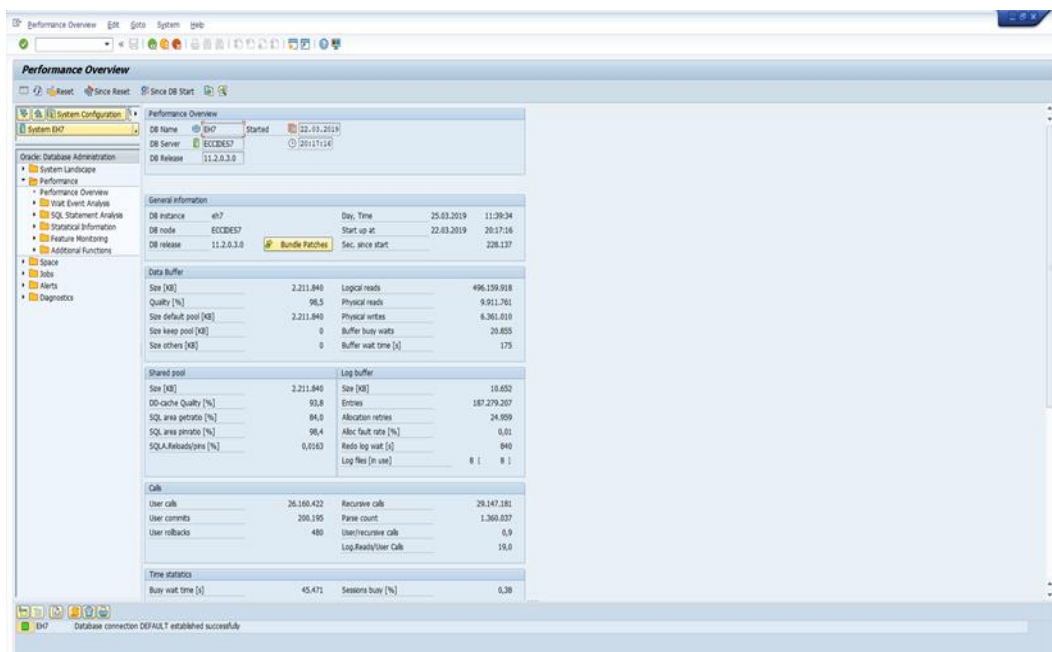 Performance Overview Edit Goto System Help
Performance Overview
Reset Since Reset Since DB Start
System Configuration
System EH7
Oracle: Database Administration
System Landscape
Performance
Performance Overview
Wait Event Analysis
SQL Statement Analysis
Statistical Information
Feature Monitoring
Additional Functions
Space
Jobs
Alerts
Diagnostics
Performance Overview
DB Name EH7 Started 22.03.2019
DB Server ECCIDES7 20:17:16
DB Release 11.2.0.3.0
General information
DB instance eh7 Day, Time 25.03.2019 11:39:34
DB node ECCIDES7 Start up at 22.03.2019 20:17:16
DB release 11.2.0.3.0 Bundle Patches Sec. since start 228.137
Data Buffer
Size [KB] 2.211.840 Logical reads 496.159.918
Quality [%] 98,5 Physical reads 9.911.761
Size default pool [KB] 2.211.840 Physical writes 6.361.010
Size keep pool [KB] 0 Buffer busy waits 20.855
Size others [KB] 0 Buffer wait time [s] 175
Shared pool Log buffer
Size [KB] 2.211.840 Size [KB] 10.652
DD-cache Quality [%] 93,8 Entries 187.279.207
SQL area getratio [%] 84,0 Allocation retries 24.959
SQL area pinratio [%] 98,4 Alloc fault rate [%] 0,01
SQLA.Reloads/pins [%] 0,0163 Redo log wait [s] 840
Log files [in use] 8 [ 8 ]
Calls
User calls 26.160.422 Recursive calls 29.147.181
User commits 200.195 Parse count 1.360.037
User rollbacks 480 User/recursive calls 0,9
Log.Reads/User Calls 19,0
Time statistics
Busy wait time [s] 45.471 Sessions busy [%] 0,38
EH7 Database connection DEFAULT established successfully